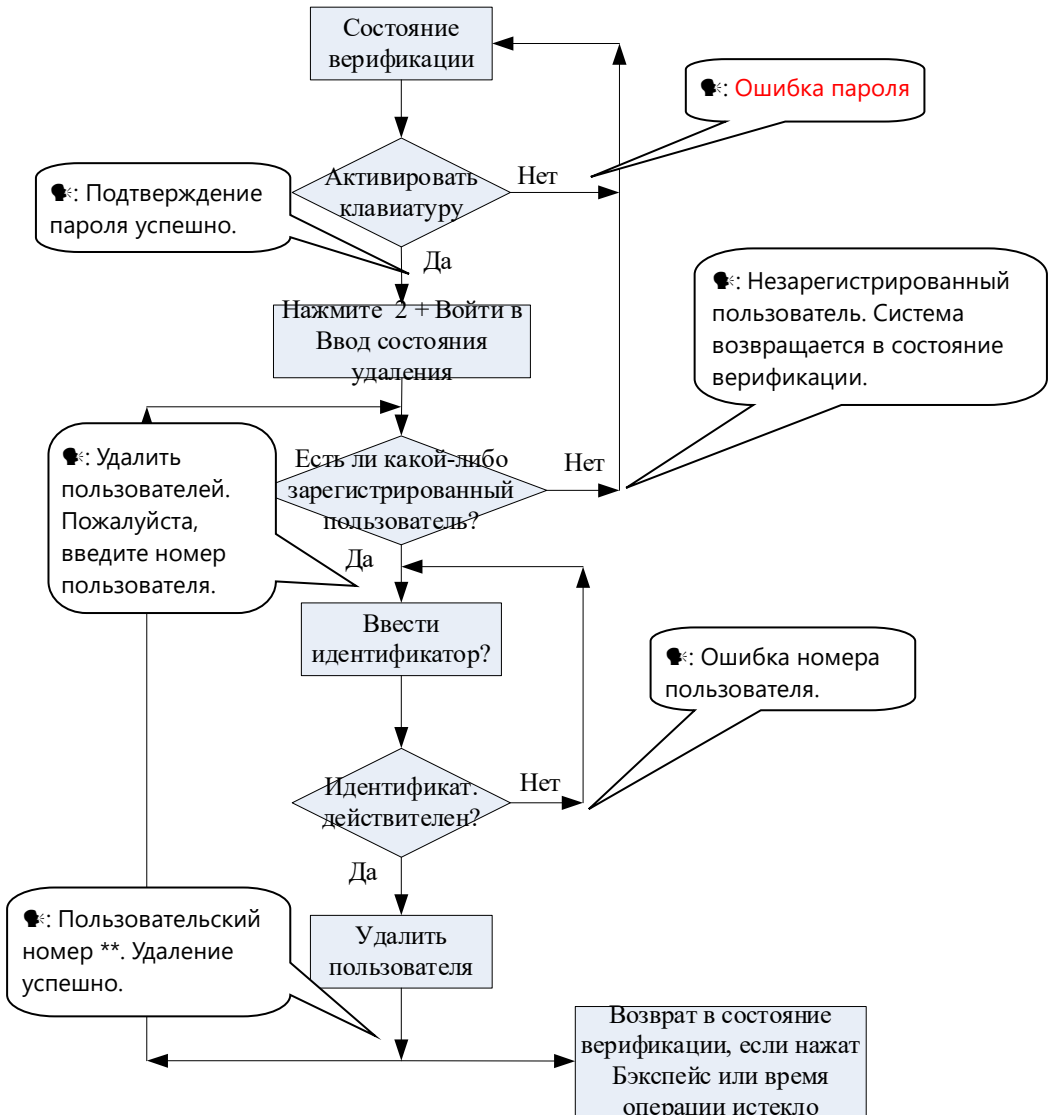 Состояние
верификации
🗣: Ошибка пароля
Активировать
клавиатуру
Нет
🗣: Подтверждение
пароля успешно.
Да
🗣: Незарегистрированный
пользователь. Система
возвращается в состояние
верификации.
Нажмите 2 + Войти в
Ввод состояния
удаления
🗣: Удалить
пользователей.
Пожалуйста,
введите номер
пользователя.
Есть ли какой-либо
зарегистрированный
пользователь?
Нет
Да
Ввести
идентификатор?
🗣: Ошибка номера
пользователя.
Идентификат.
действителен?
Нет
Да
🗣: Пользовательский
номер **. Удаление
успешно.
Удалить
пользователя
Возврат в состояние
верификации, если нажат
Бэкспейс или время
операции истекло